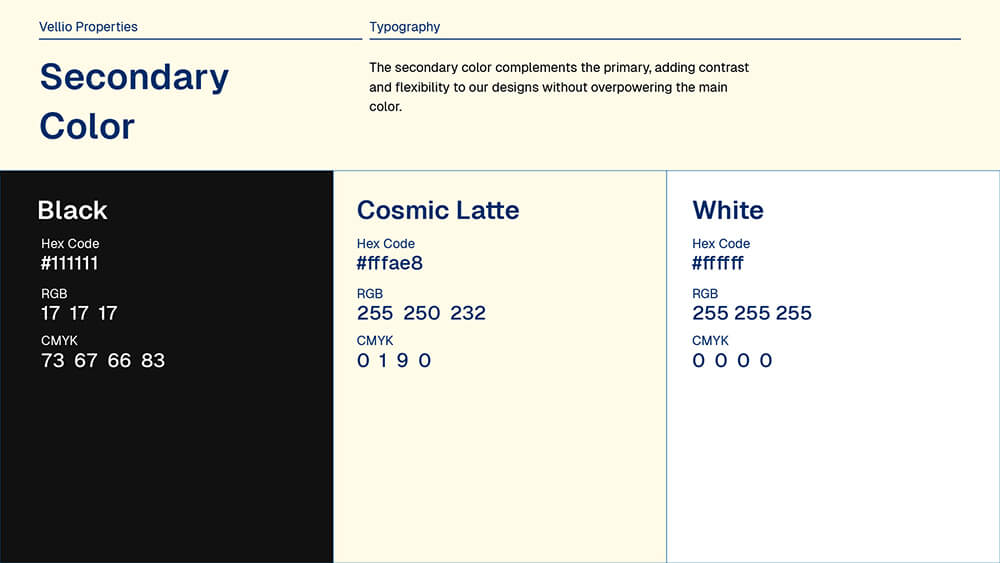 Vellio Properties
Typography
Secondary
Color
The secondary color complements the primary, adding contrast
and flexibility to our designs without overpowering the main
color.
Black
Hex Code
#111111
RGB
17 17 17
CMYK
73 67 66 83
Cosmic Latte
Hex Code
#fffae8
RGB
255 250 232
CMYK
0 1 9 0
White
Hex Code
#ffffff
RGB
255 255 255
CMYK
0 0 0 0